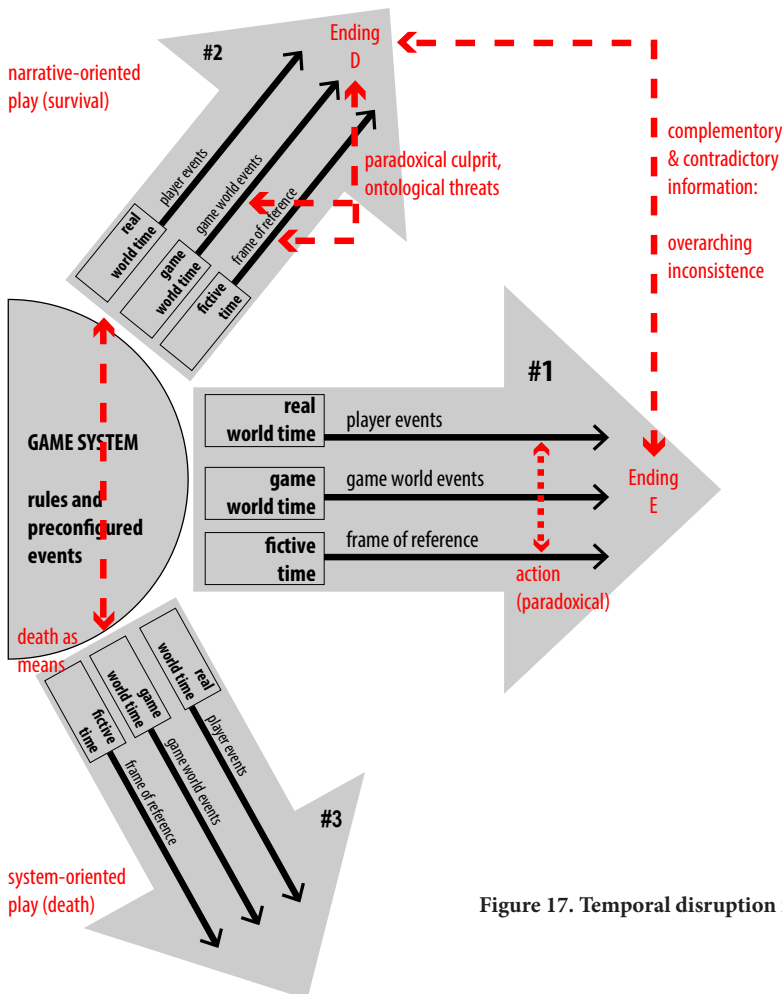 #2
Ending
D
narrative-oriented
play (survival)
player events
game world events
frame of reference
real
world time
game
world time
fictive
time
paradoxical culprit,
ontological threats
complementory
& contradictory
information:
overarching
inconsistence
#1
real
world time
player events
game
world time
game world events
fictive
time
frame of reference
Ending
E
action
(paradoxical)
GAME SYSTEM
rules and
preconfigured
events
death as
means
real
world time
game
world time
fictive
time
player events
game world events
frame of reference
#3
system-oriented
play (death)
Figure 17. Temporal disruption